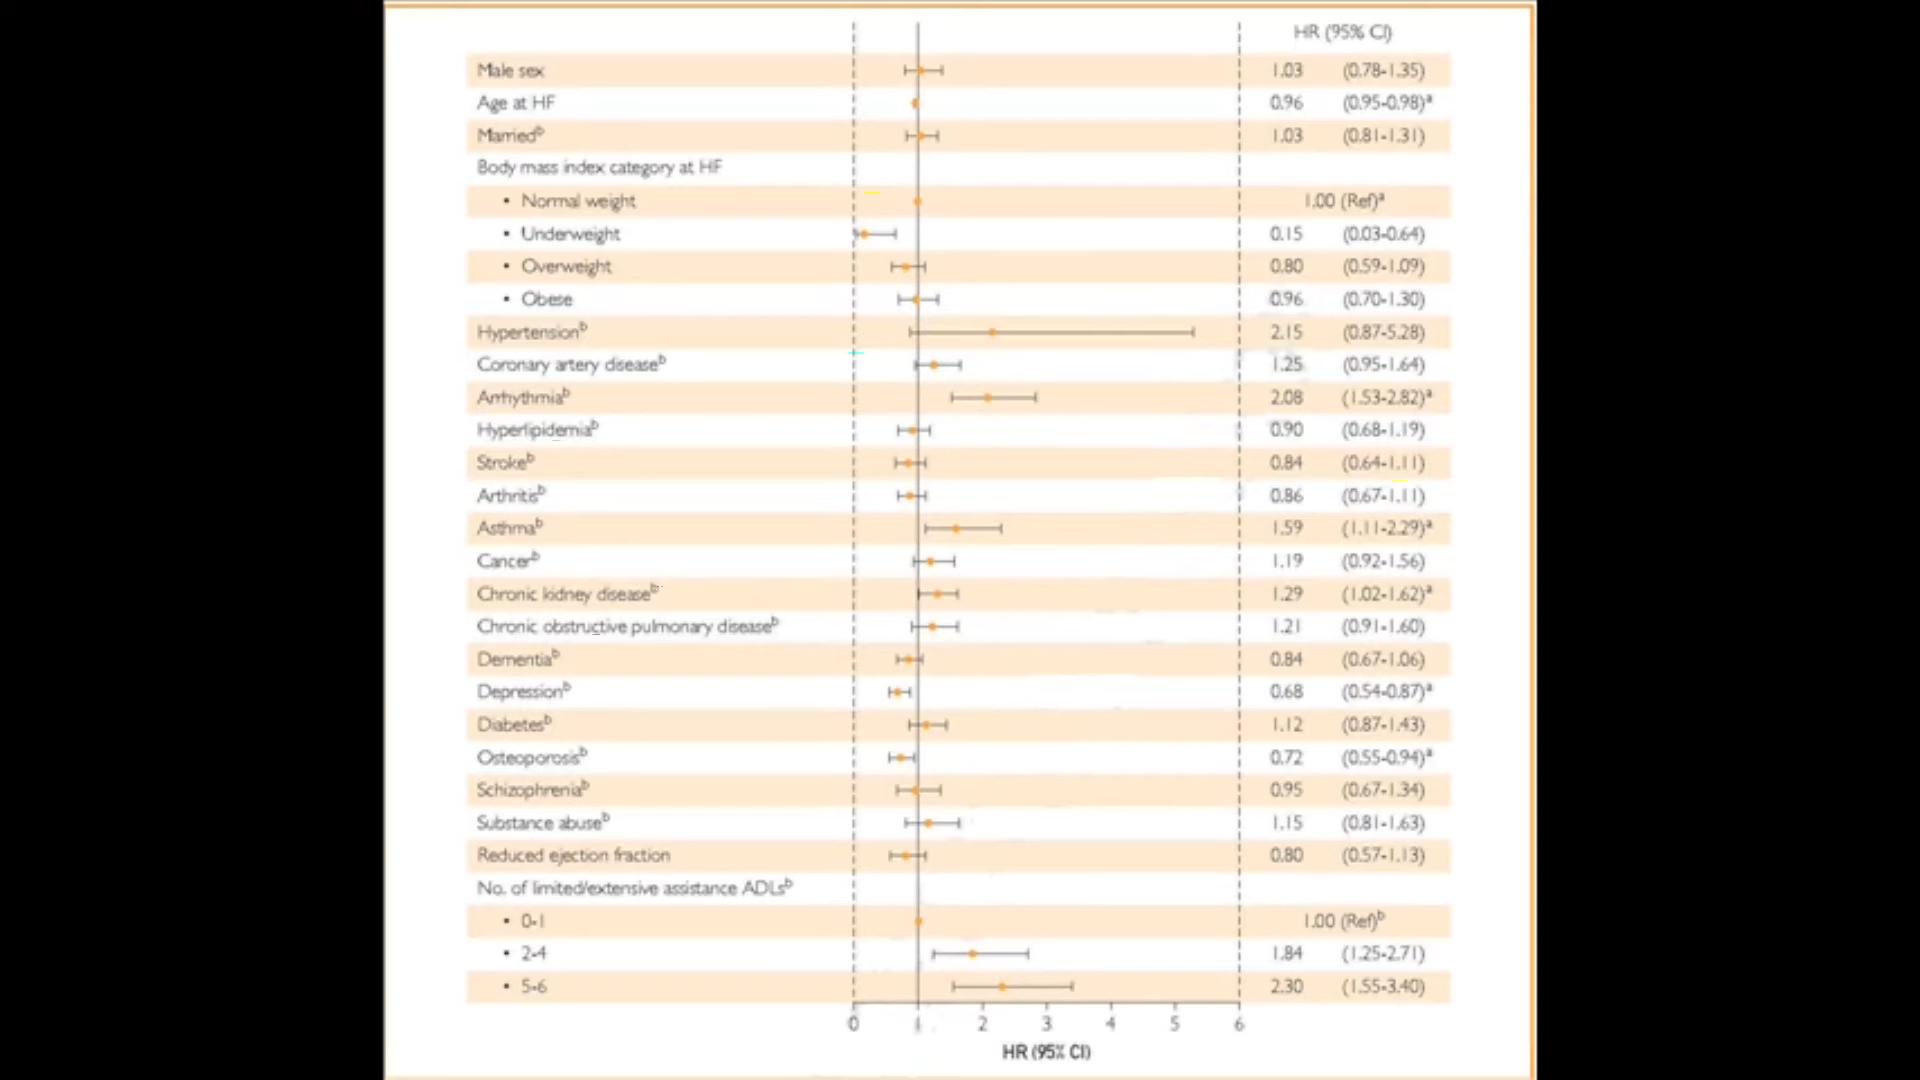 HR (95% CI)
Male sex 1.03 (0.78-1.35)
Age at HF 0.96 (0.95-0.98)ᵃ
Marriedᵇ 1.03 (0.81-1.31)
Body mass index category at HF
• Normal weight 1.00 (Ref)ᵃ
• Underweight 0.15 (0.03-0.64)
• Overweight 0.80 (0.59-1.09)
• Obese 0.96 (0.70-1.30)
Hypertensionᵇ 2.15 (0.87-5.28)
Coronary artery diseaseᵇ 1.25 (0.95-1.64)
Arrhythmiaᵇ 2.08 (1.53-2.82)ᵃ
Hyperlipidemiaᵇ 0.90 (0.68-1.19)
Strokeᵇ 0.84 (0.64-1.11)
Arthritisᵇ 0.86 (0.67-1.11)
Asthmaᵇ 1.59 (1.11-2.29)ᵃ
Cancerᵇ 1.19 (0.92-1.56)
Chronic kidney diseaseᵇ 1.29 (1.02-1.62)ᵃ
Chronic obstructive pulmonary diseaseᵇ 1.21 (0.91-1.60)
Dementiaᵇ 0.84 (0.67-1.06)
Depressionᵇ 0.68 (0.54-0.87)ᵃ
Diabetesᵇ 1.12 (0.87-1.43)
Osteoporosisᵇ 0.72 (0.55-0.94)ᵃ
Schizophreniaᵇ 0.95 (0.67-1.34)
Substance abuseᵇ 1.15 (0.81-1.63)
Reduced ejection fraction 0.80 (0.57-1.13)
No. of limited/extensive assistance ADLsᵇ
• 0-1 1.00 (Ref)ᵇ
• 2-4 1.84 (1.25-2.71)
• 5-6 2.30 (1.55-3.40)
0 1 2 3 4 5 6
HR (95% CI)